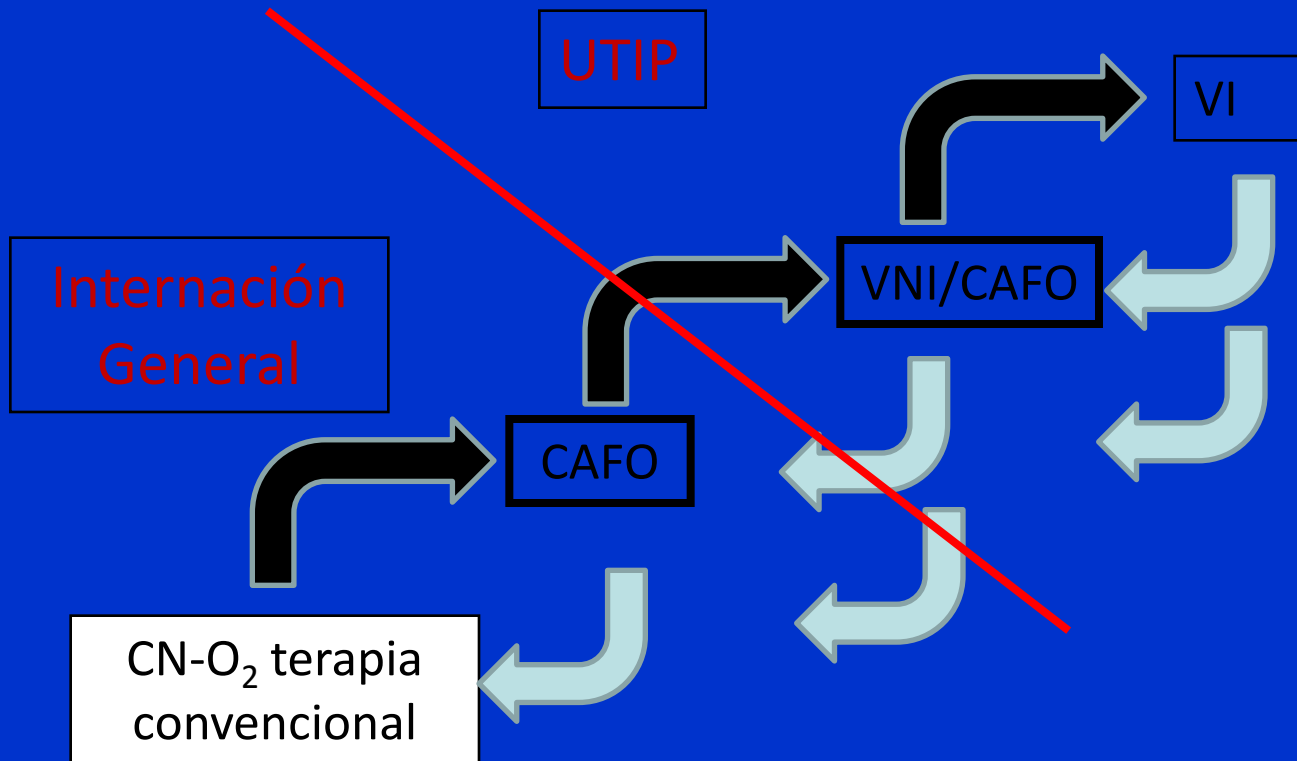 UTIP
VI
Internación
General
VNI/CAFO
CAFO
CN-O₂ terapia
convencional